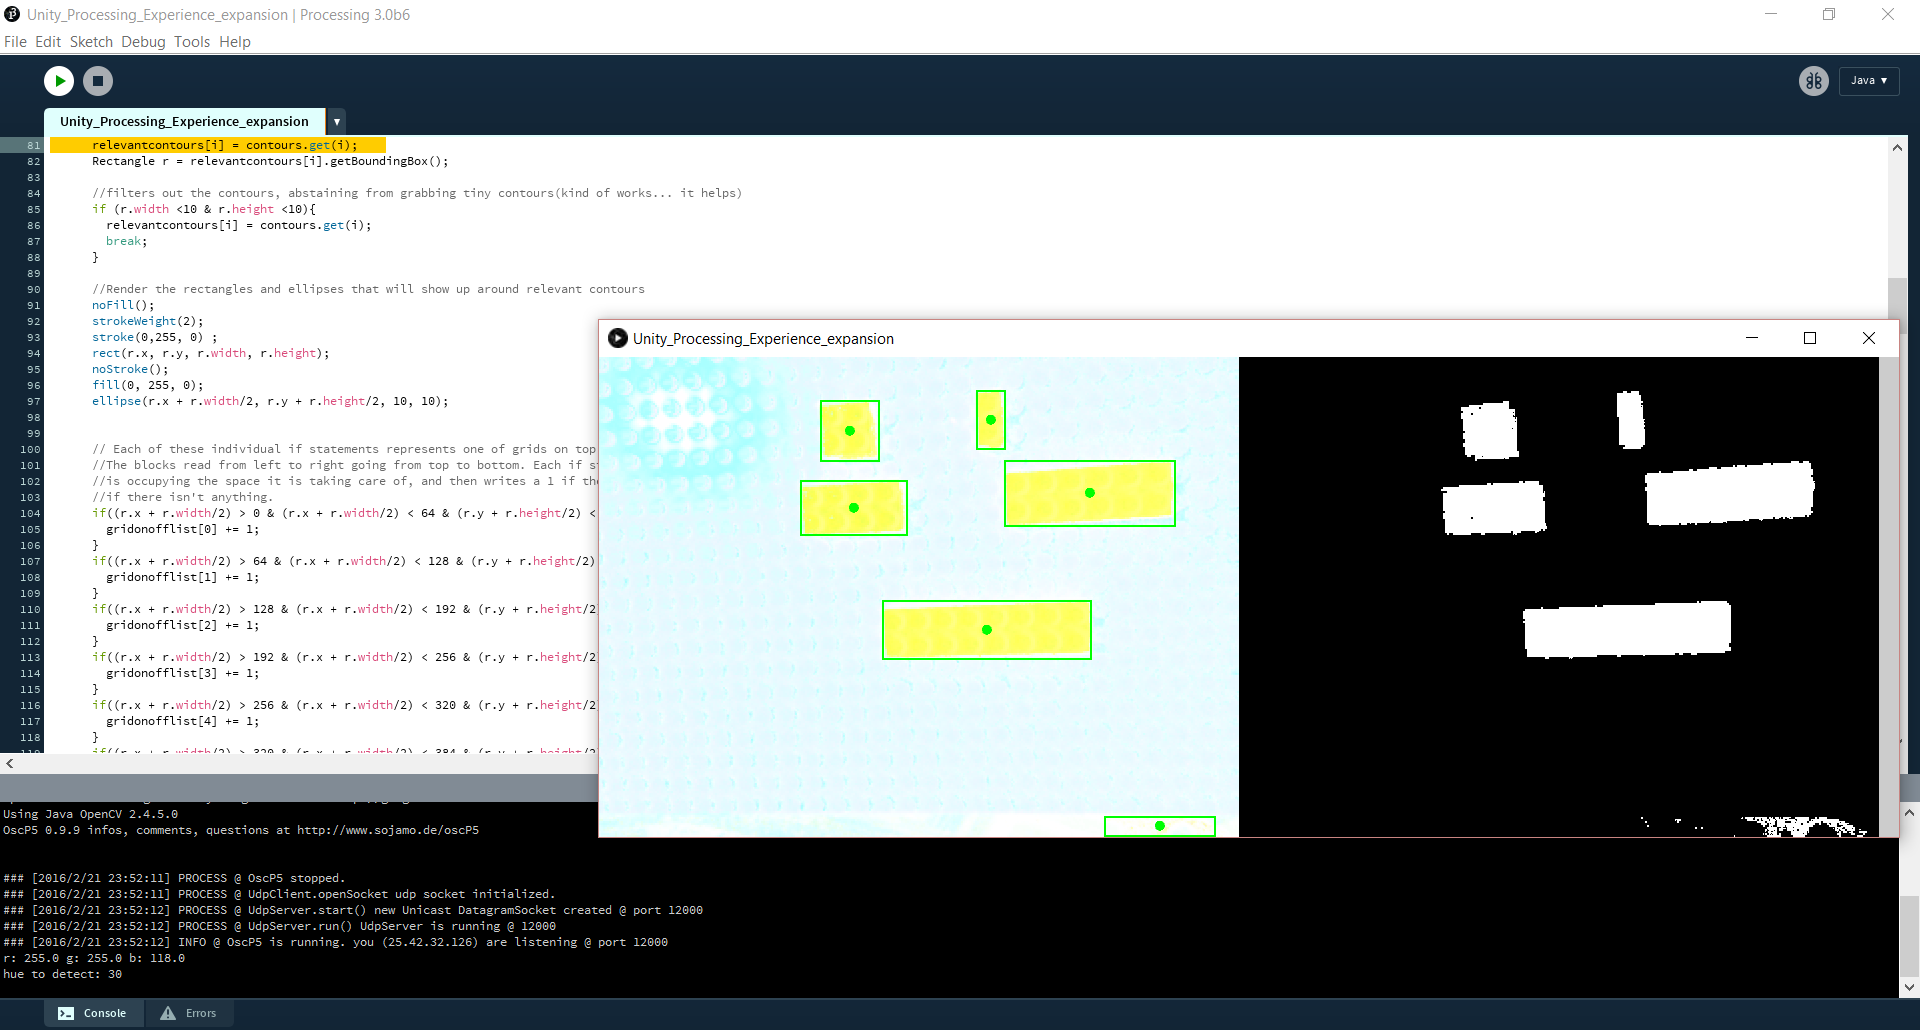 Unity_Processing_Experience_expansion | Processing 3.0b6
File Edit Sketch Debug Tools Help
Java ▾
Unity_Processing_Experience_expansion ▾
81 relevantcontours[i] = contours.get(i);
82 Rectangle r = relevantcontours[i].getBoundingBox();
83
84 //filters out the contours, abstaining from grabbing tiny contours(kind of works... it helps)
85 if (r.width <10 & r.height <10){
86 relevantcontours[i] = contours.get(i);
87 break;
88 }
89
90 //Render the rectangles and ellipses that will show up around relevant contours
91 noFill();
92 strokeWeight(2);
93 stroke(0,255, 0) ;
94 rect(r.x, r.y, r.width, r.height);
95 noStroke();
96 fill(0, 255, 0);
97 ellipse(r.x + r.width/2, r.y + r.height/2, 10, 10);
98
99
100 // Each of these individual if statements represents one of grids on top
101 //The blocks read from left to right going from top to bottom. Each if s
102 //is occupying the space it is taking care of, and then writes a 1 if the
103 //if there isn't anything.
104 if((r.x + r.width/2) > 0 & (r.x + r.width/2) < 64 & (r.y + r.height/2) <
105 gridonofflist[0] += 1;
106 }
107 if((r.x + r.width/2) > 64 & (r.x + r.width/2) < 128 & (r.y + r.height/2)
108 gridonofflist[1] += 1;
109 }
110 if((r.x + r.width/2) > 128 & (r.x + r.width/2) < 192 & (r.y + r.height/2
111 gridonofflist[2] += 1;
112 }
113 if((r.x + r.width/2) > 192 & (r.x + r.width/2) < 256 & (r.y + r.height/2
114 gridonofflist[3] += 1;
115 }
116 if((r.x + r.width/2) > 256 & (r.x + r.width/2) < 320 & (r.y + r.height/2
117 gridonofflist[4] += 1;
118 }
119 if((r.x + r.width/2) > 320 & (r.x + r.width/2) < 384 & (r.y + r.height/2
Unity_Processing_Experience_expansion
Using Java OpenCV 2.4.5.0
OscP5 0.9.9 infos, comments, questions at http://www.sojamo.de/oscP5
### [2016/2/21 23:52:11] PROCESS @ OscP5 stopped.
### [2016/2/21 23:52:11] PROCESS @ UdpClient.openSocket udp socket initialized.
### [2016/2/21 23:52:12] PROCESS @ UdpServer.start() new Unicast DatagramSocket created @ port 12000
### [2016/2/21 23:52:12] PROCESS @ UdpServer.run() UdpServer is running @ 12000
### [2016/2/21 23:52:12] INFO @ OscP5 is running. you (25.42.32.126) are listening @ port 12000
r: 255.0 g: 255.0 b: 118.0
hue to detect: 30
Console Errors